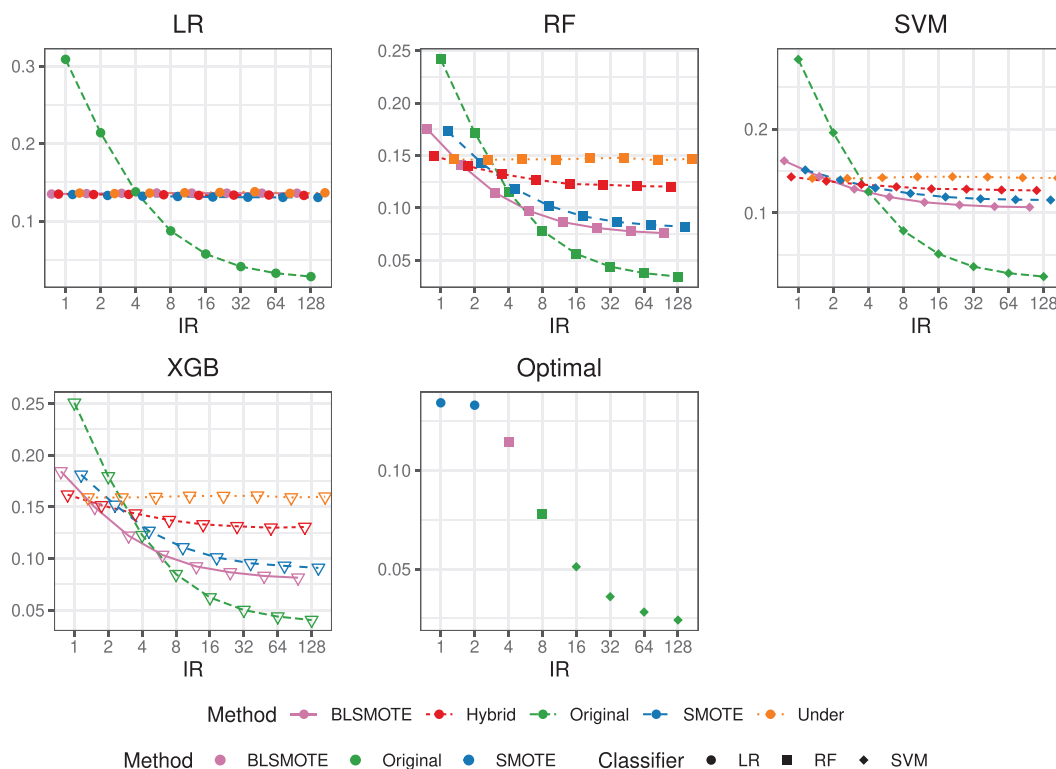 LR
RF
SVM
0.3
0.2
0.1
1 2 4 8 16 32 64 128
IR
0.25
0.20
0.15
0.10
0.05
1 2 4 8 16 32 64 128
IR
0.2
0.1
1 2 4 8 16 32 64 128
IR
XGB
Optimal
0.25
0.20
0.15
0.10
0.05
1 2 4 8 16 32 64 128
IR
0.10
0.05
1 2 4 8 16 32 64 128
IR
Method BLSMOTE Hybrid Original SMOTE Under
Method BLSMOTE Original SMOTE Classifier LR RF SVM